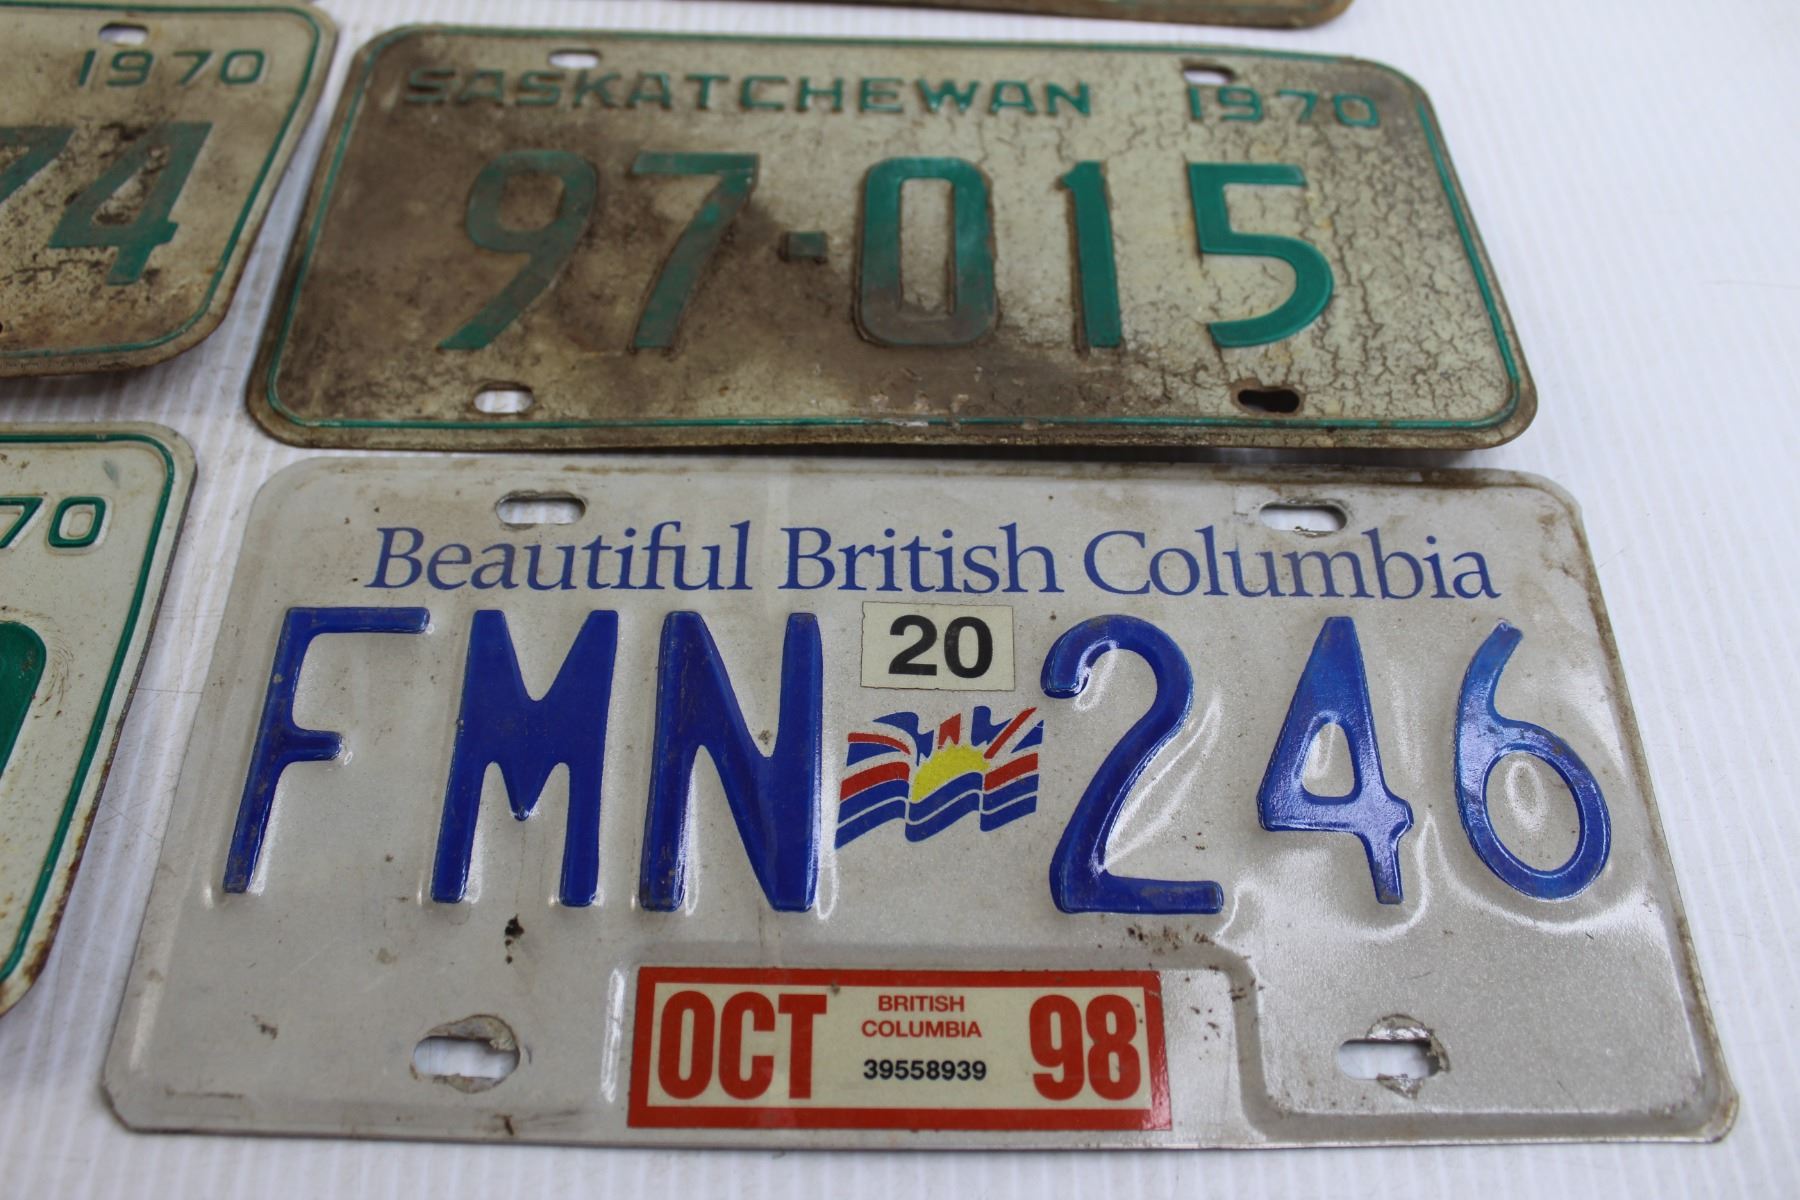 1970
74
SASKATCHEWAN 1970
97-015
70
Beautiful British Columbia
FMN 20 246
OCT BRITISH COLUMBIA 39558939 98